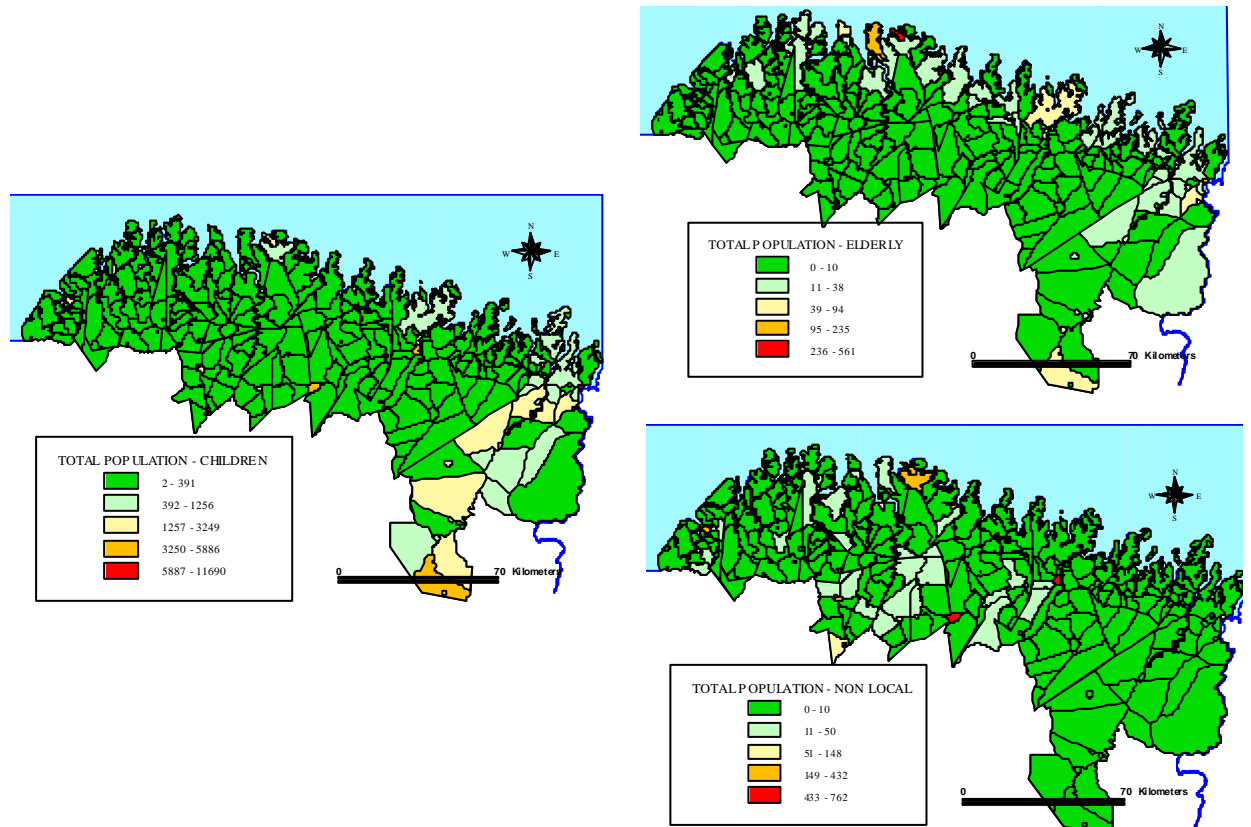 N
W E
S
TOTAL POPULATION - ELDERLY
0 - 10
11 - 38
39 - 94
95 - 235
236 - 561
0 70 Kilometers
N
W E
S
TOTAL POPULATION - CHILDREN
2 - 391
392 - 1256
1257 - 3249
3250 - 5886
5887 - 11690
0 70 Kilometers
N
W E
S
TOTAL POPULATION - NON LOCAL
0 - 10
11 - 50
51 - 148
149 - 432
433 - 762
0 70 Kilometers